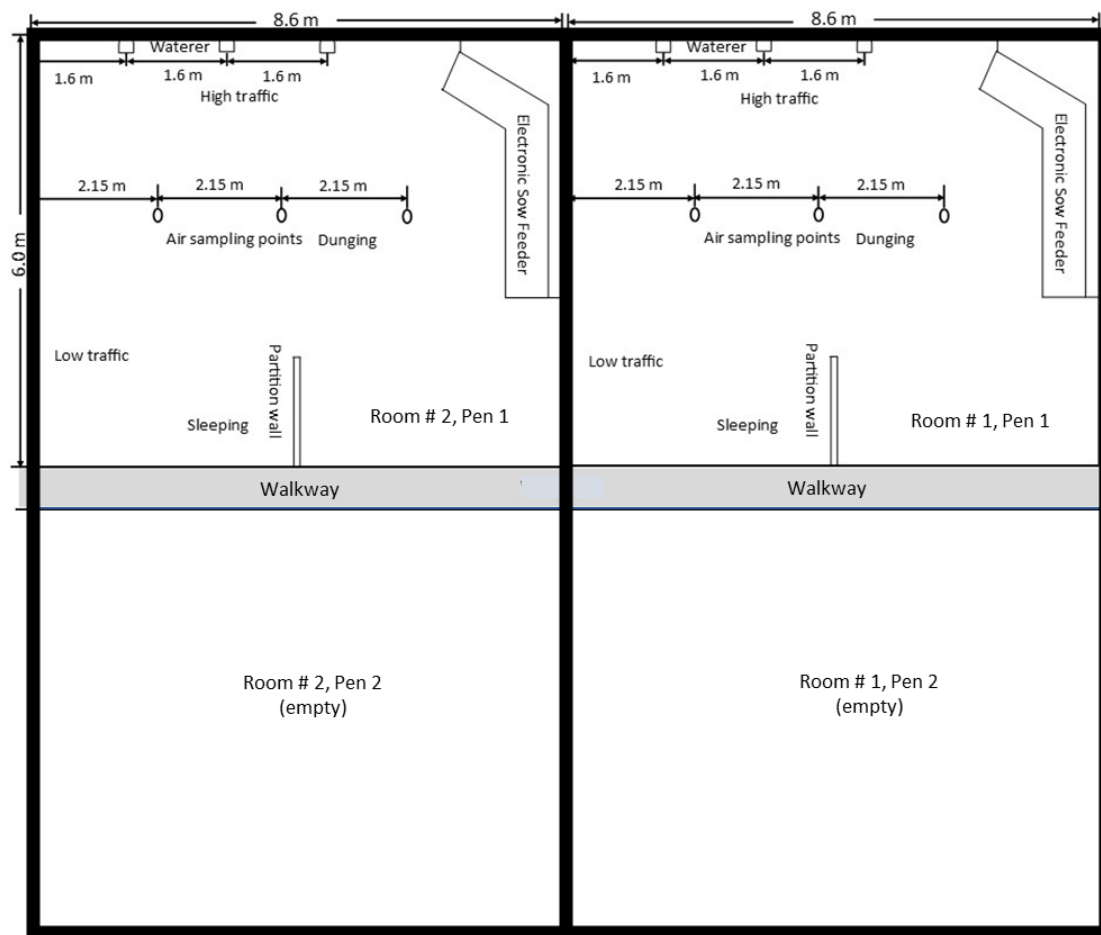 8.6 m
8.6 m
Waterer
1.6 m
1.6 m
1.6 m
High traffic
Waterer
1.6 m
1.6 m
1.6 m
High traffic
Electronic Sow Feeder
Electronic Sow Feeder
2.15 m
2.15 m
2.15 m
Air sampling points
Dunging
2.15 m
2.15 m
2.15 m
Air sampling points
Dunging
6.0 m
Low traffic
Partition wall
Sleeping
Room # 2, Pen 1
Low traffic
Partition wall
Sleeping
Room # 1, Pen 1
Walkway
Walkway
Room # 2, Pen 2
(empty)
Room # 1, Pen 2
(empty)